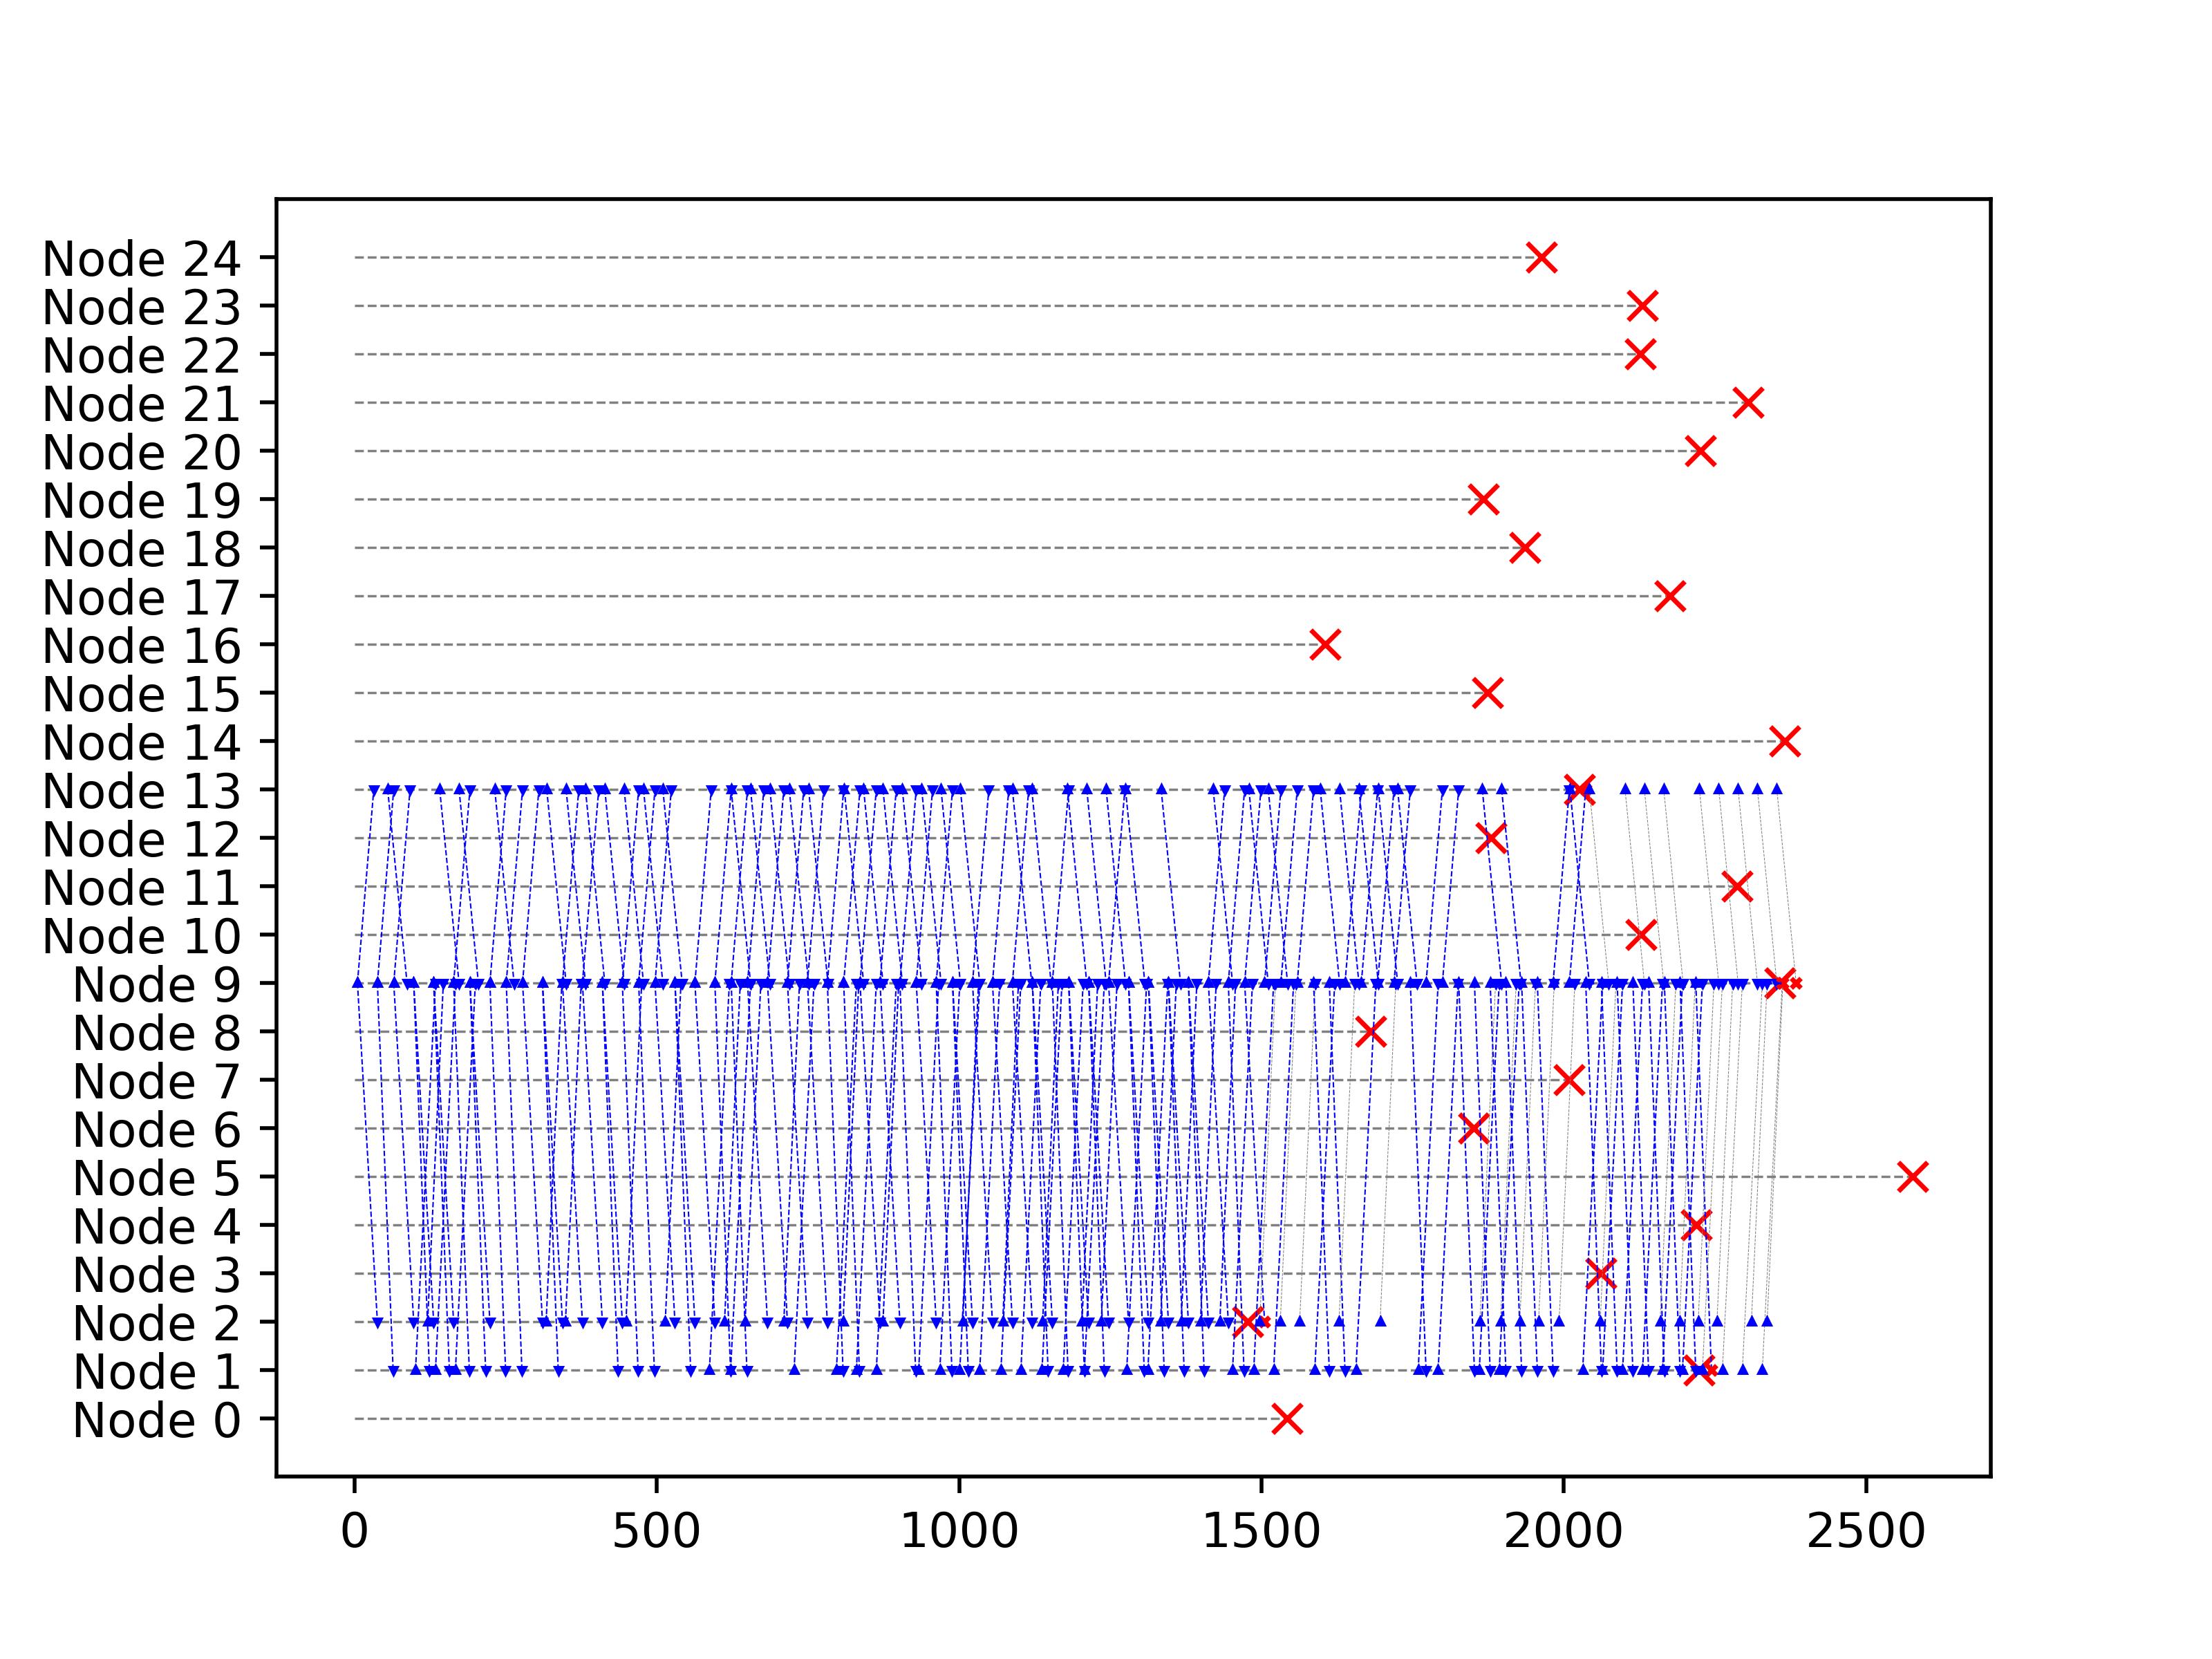 Node 24
Node 23
Node 22
Node 21
Node 20
Node 19
Node 18
Node 17
Node 16
Node 15
Node 14
Node 13
Node 12
Node 11
Node 10
Node 9
Node 8
Node 7
Node 6
Node 5
Node 4
Node 3
Node 2
Node 1
Node 0
0 500 1000 1500 2000 2500